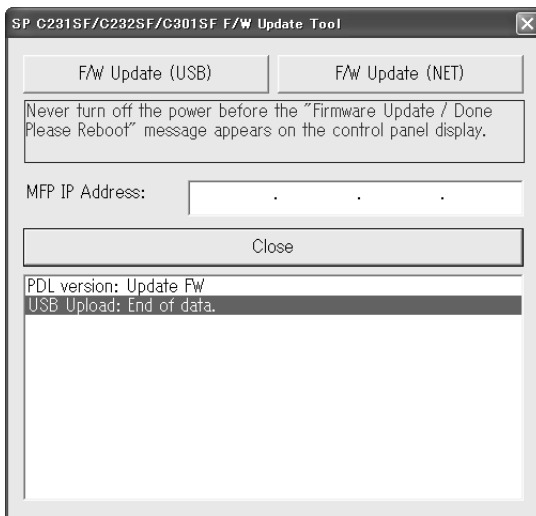 SP C231SF/C232SF/C301SF F/W Update Tool
F/W Update (USB)
F/W Update (NET)
Never turn off the power before the "Firmware Update / Done
Please Reboot" message appears on the control panel display.
MFP IP Address:
. . .
Close
PDL version: Update FW
USB Upload: End of data.